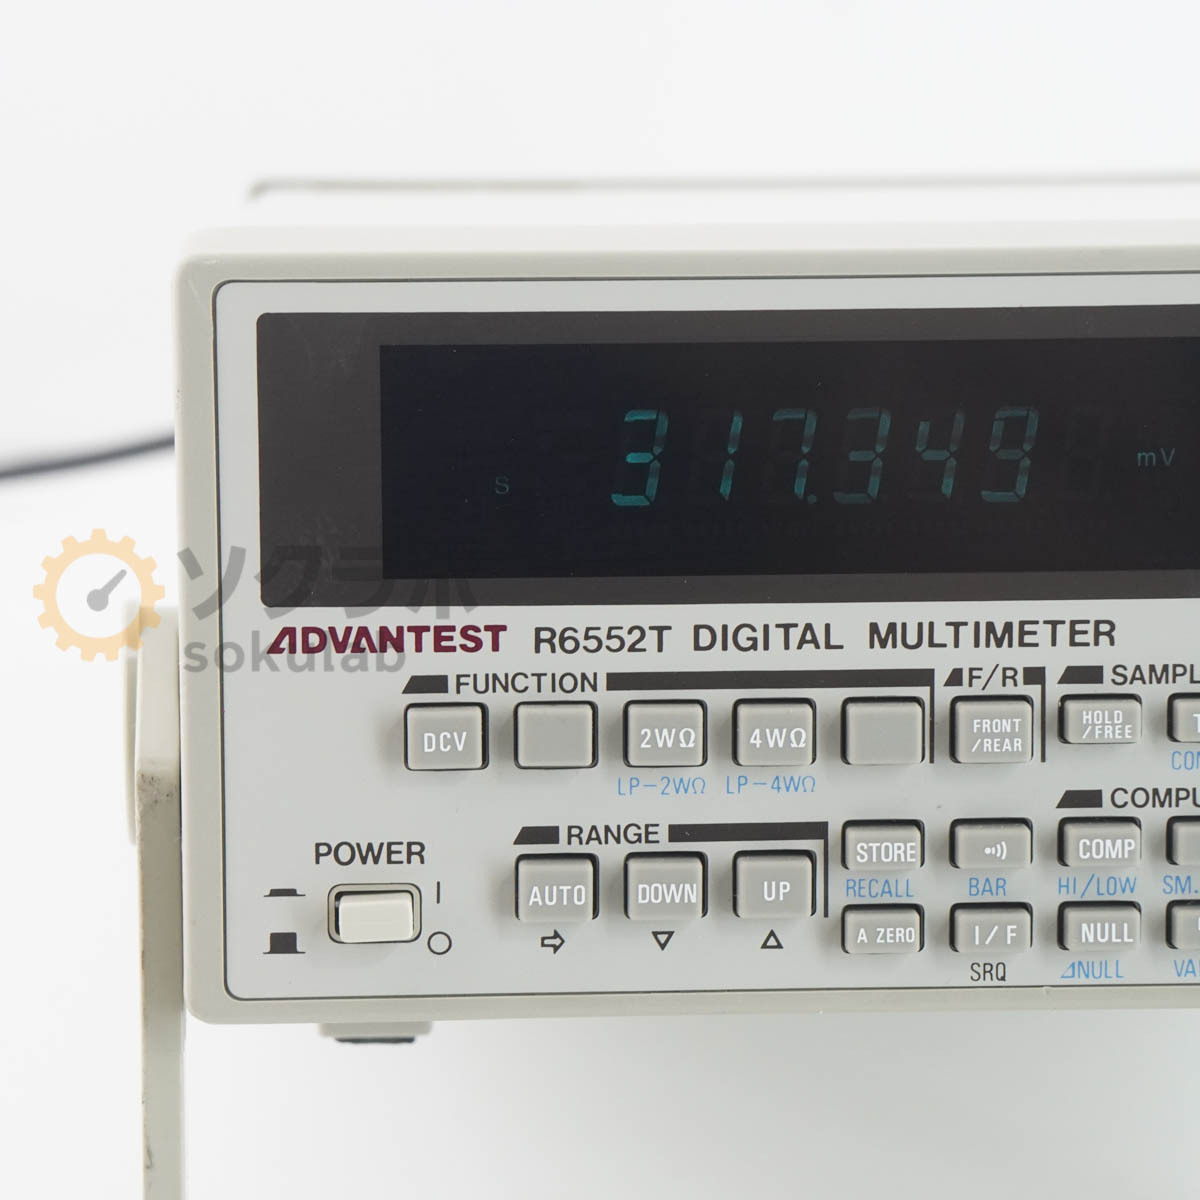 S 317.349 mV
ソクラボ
sokulab
ADVANTEST R6552T DIGITAL MULTIMETER
FUNCTION F/R SAMPL
DCV 2WΩ 4WΩ FRONT /REAR HOLD /FREE
LP-2WΩ LP-4WΩ
RANGE COMPU
POWER
STORE •))) COMP
RECALL BAR HI/LOW SM.
AUTO DOWN UP
A ZERO I/F NULL
⇨ ▽ △
SRQ ⊿NULL